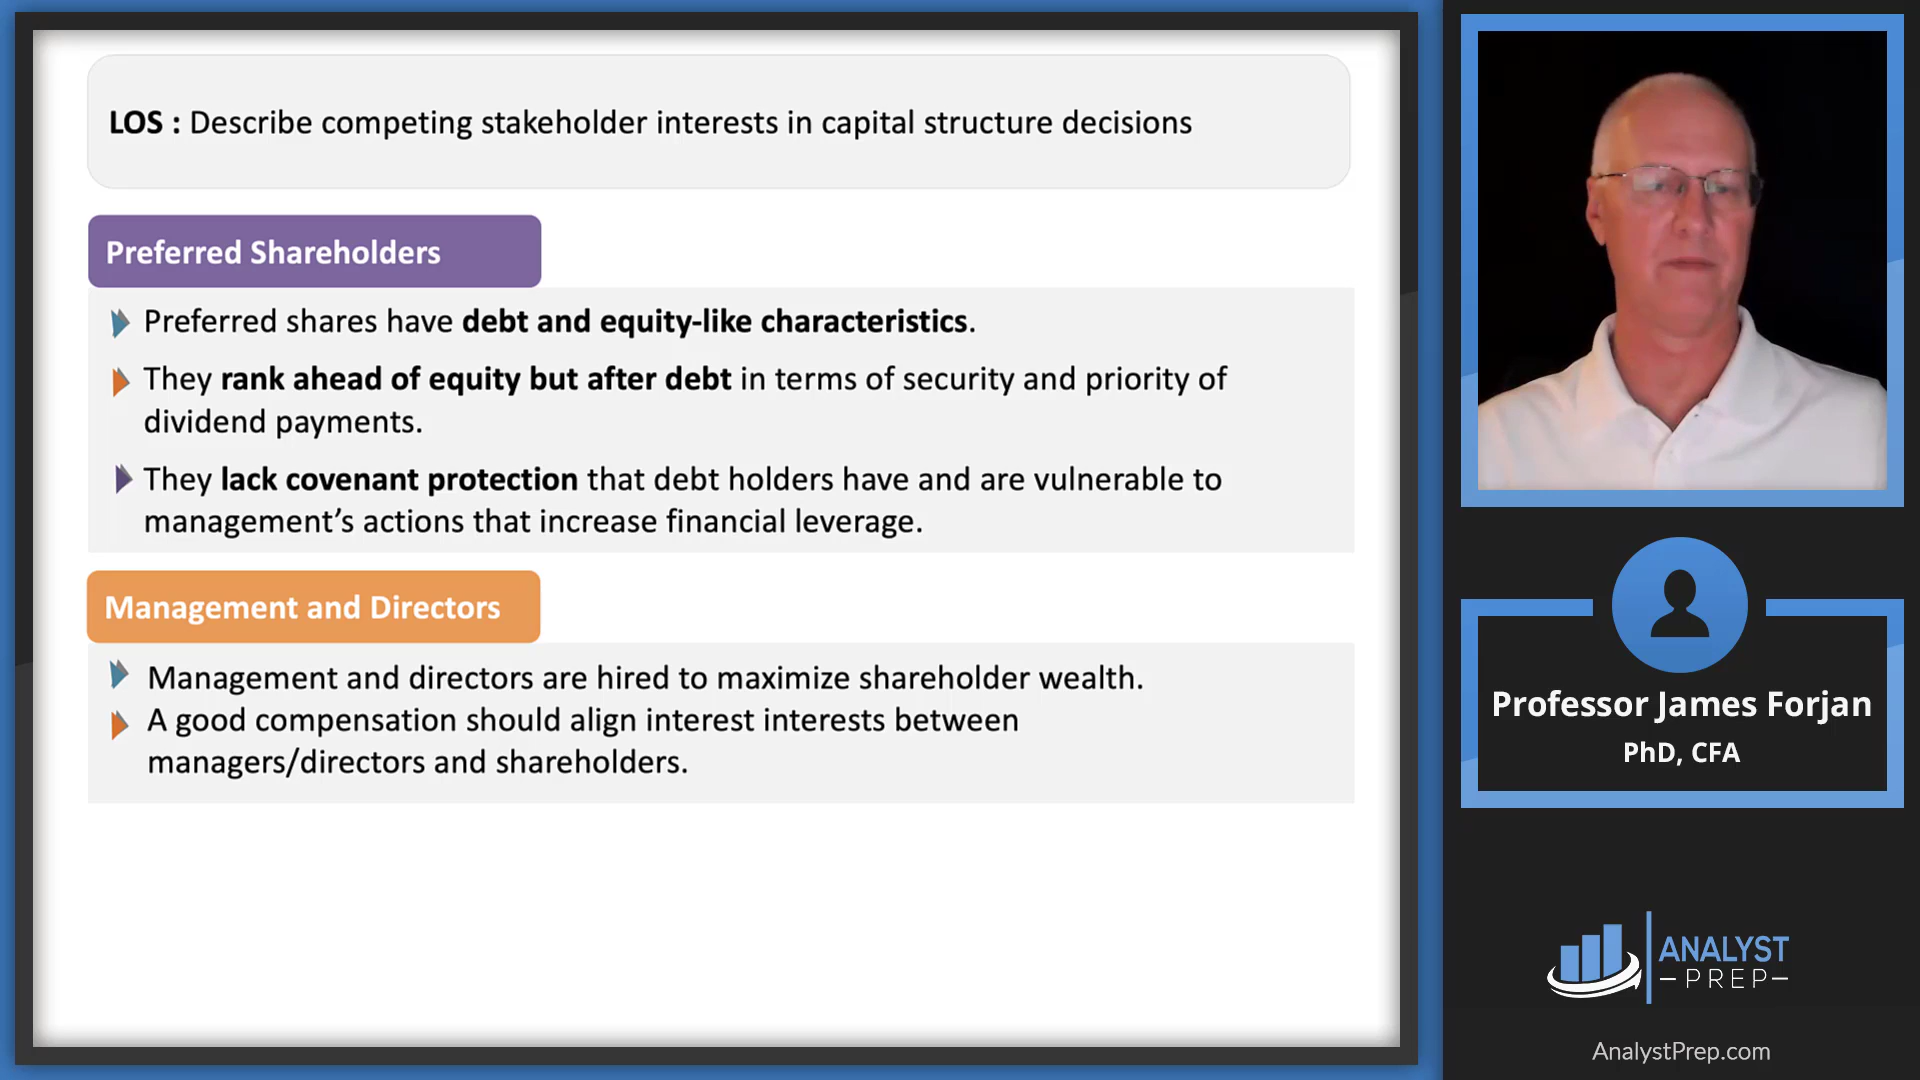 LOS : Describe competing stakeholder interests in capital structure decisions
Preferred Shareholders
Preferred shares have debt and equity-like characteristics.
They rank ahead of equity but after debt in terms of security and priority of
dividend payments.
They lack covenant protection that debt holders have and are vulnerable to
management’s actions that increase financial leverage.
Management and Directors
Management and directors are hired to maximize shareholder wealth.
A good compensation should align interest interests between
managers/directors and shareholders.
Professor James Forjan
PhD, CFA
ANALYST
PREP
AnalystPrep.com